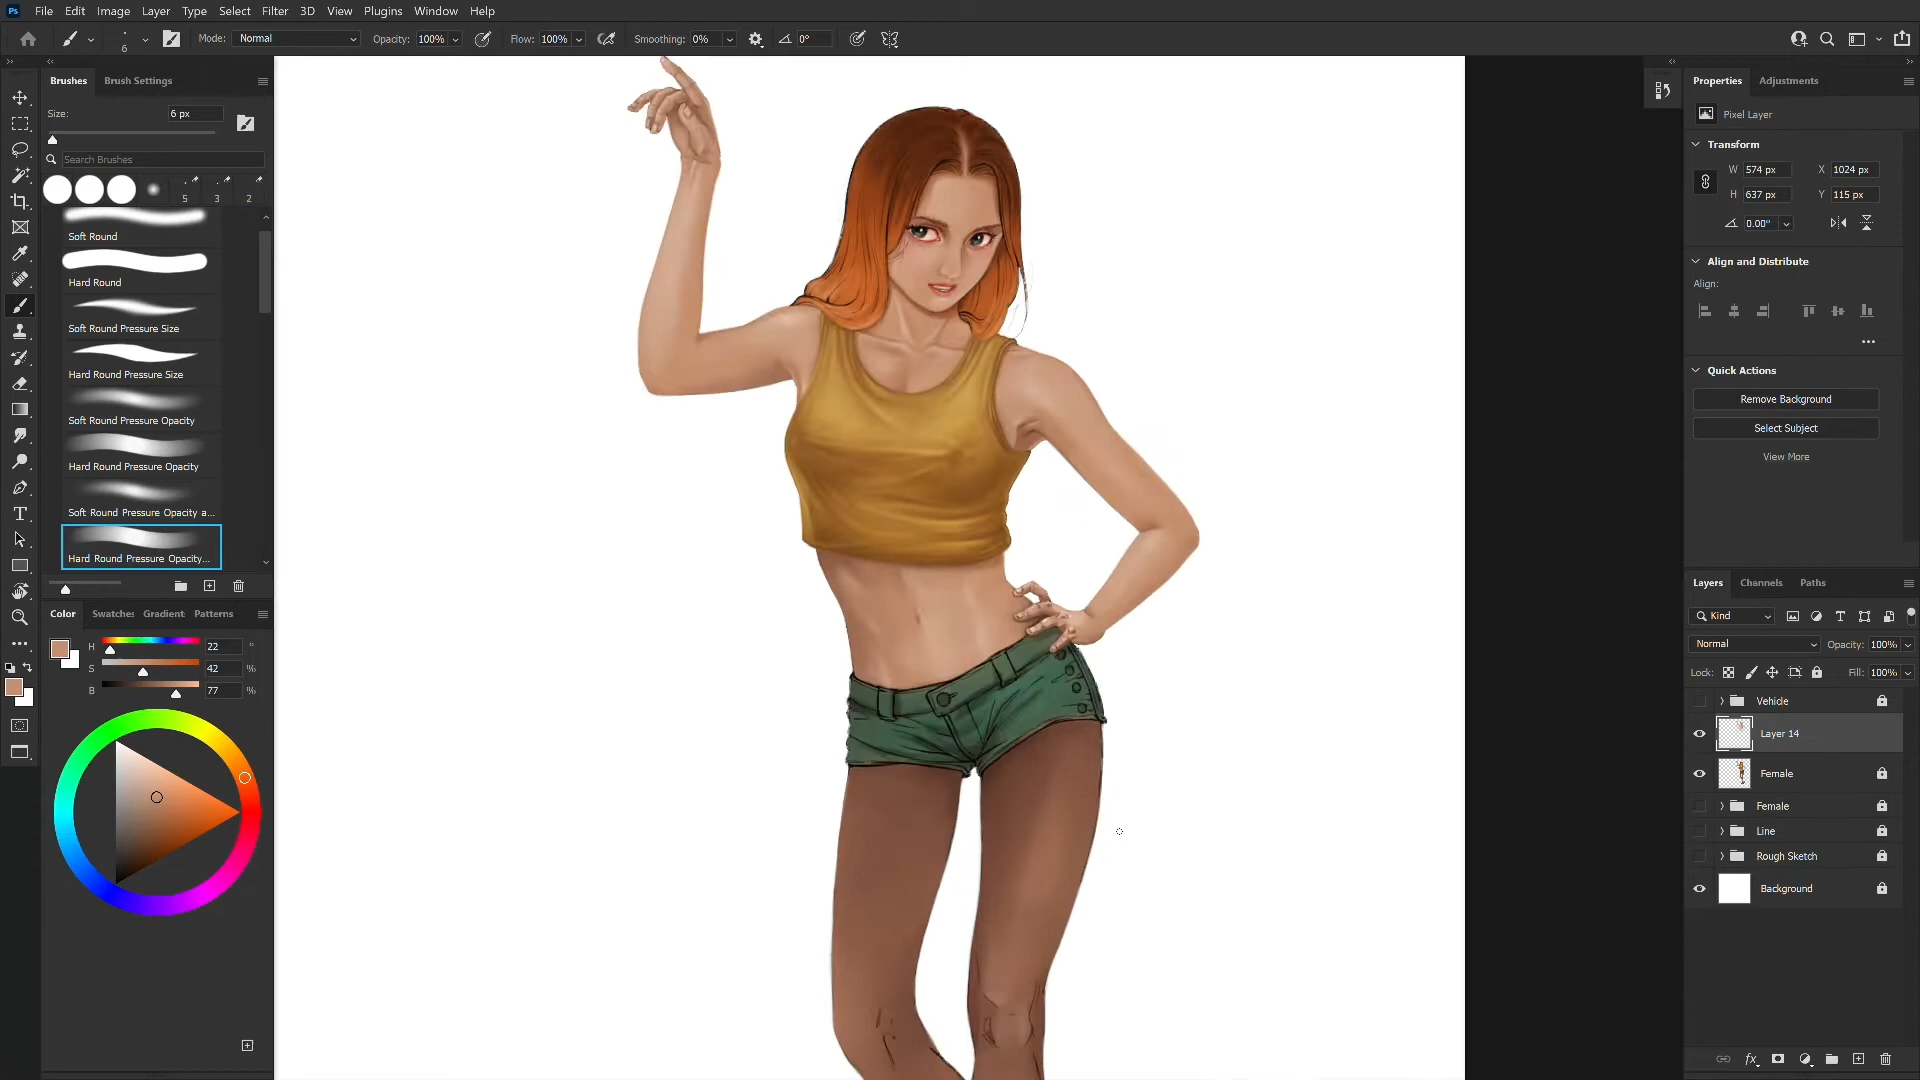 Ps File Edit Image Layer Type Select Filter 3D View Plugins Window Help
6 Mode: Normal Opacity: 100% Flow: 100% Smoothing: 0% 0°
Brushes Brush Settings
Size: 6 px
Search Brushes
5 3 2
Soft Round
Hard Round
Soft Round Pressure Size
Hard Round Pressure Size
Soft Round Pressure Opacity
Hard Round Pressure Opacity
Soft Round Pressure Opacity a...
Hard Round Pressure Opacity...
Color Swatches Gradient Patterns
H 22 °
S 42 %
B 77 %
Properties Adjustments
Pixel Layer
Transform
W 574 px X 1024 px
H 637 px Y 115 px
0.00°
Align and Distribute
Align:
Quick Actions
Remove Background
Select Subject
View More
Layers Channels Paths
Kind
Normal Opacity: 100%
Lock: Fill: 100%
Vehicle
Layer 14
Female
Female
Line
Rough Sketch
Background
fx